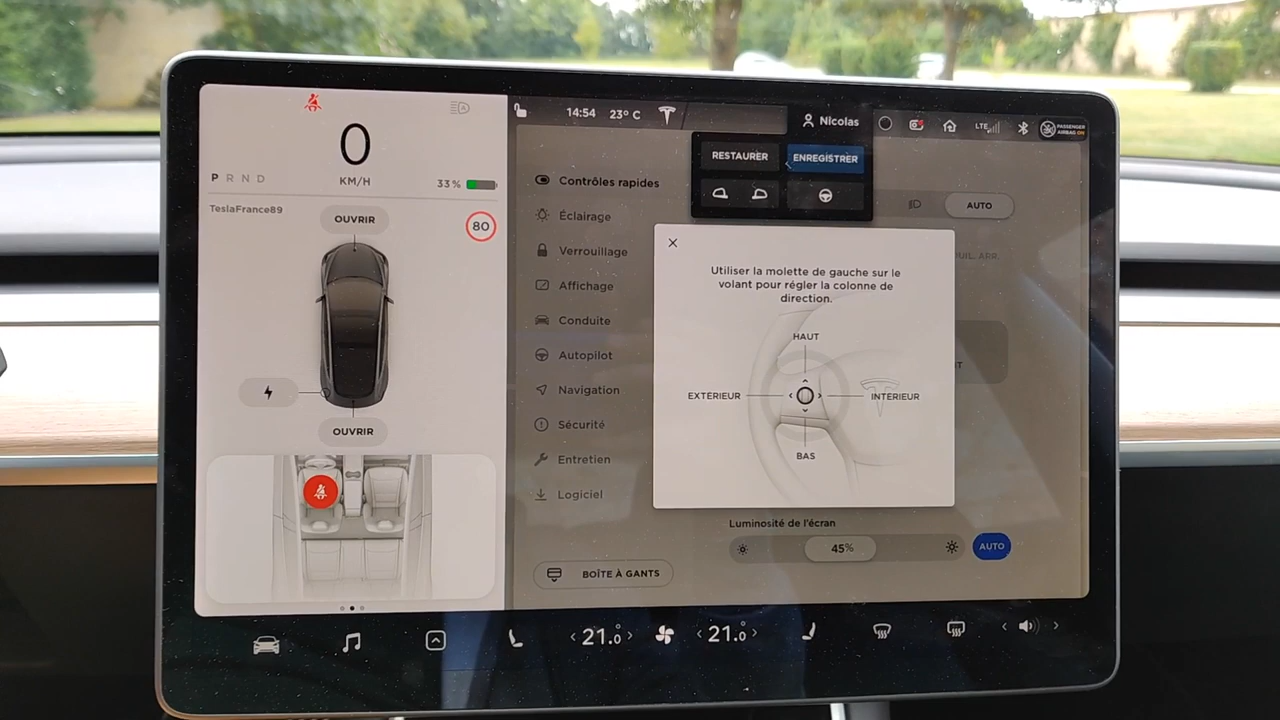 0
KM/H
P R N D
33 %
TeslaFrance89
OUVRIR
80
OUVRIR
14:54
23° C
Nicolas
LTE
PASSENGER
AIRBAG ON
RESTAURER
ENREGISTRER
Contrôles rapides
Éclairage
Verrouillage
Affichage
Conduite
Autopilot
Navigation
Sécurité
Entretien
Logiciel
BOÎTE À GANTS
AUTO
ARR.
Utiliser la molette de gauche sur le
volant pour régler la colonne de
direction.
HAUT
EXTERIEUR
INTERIEUR
BAS
Luminosité de l'écran
45%
AUTO
21.0
21.0